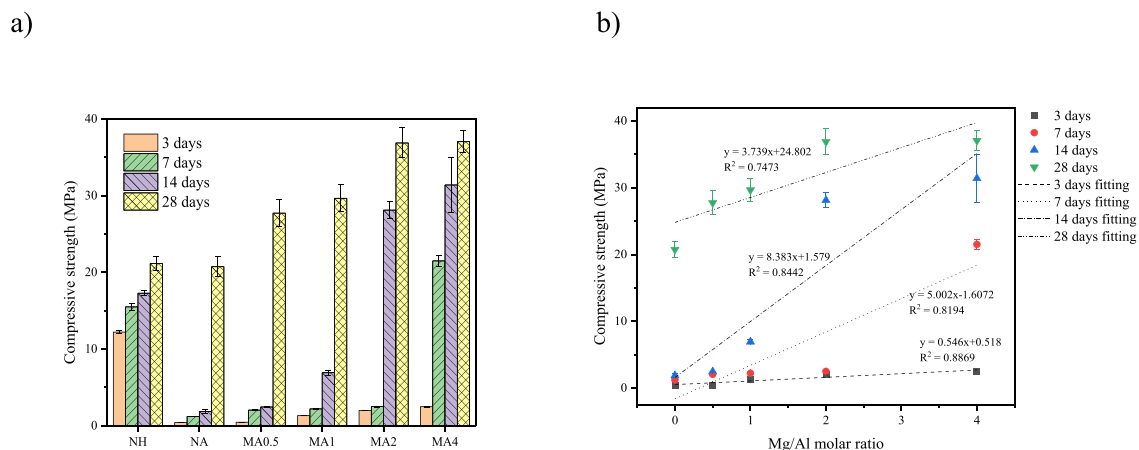 a)
b)
Compressive strength (MPa)
40
30
20
10
0
3 days
7 days
14 days
28 days
NH
NA
MA0.5
MA1
MA2
MA4
Compressive strength (MPa)
40
30
20
10
0
y = 3.739x+24.802
R² = 0.7473
y = 8.383x+1.579
R² = 0.8442
y = 5.002x-1.6072
R² = 0.8194
y = 0.546x+0.518
R² = 0.8869
0
1
2
3
4
Mg/Al molar ratio
3 days
7 days
14 days
28 days
3 days fitting
7 days fitting
14 days fitting
28 days fitting